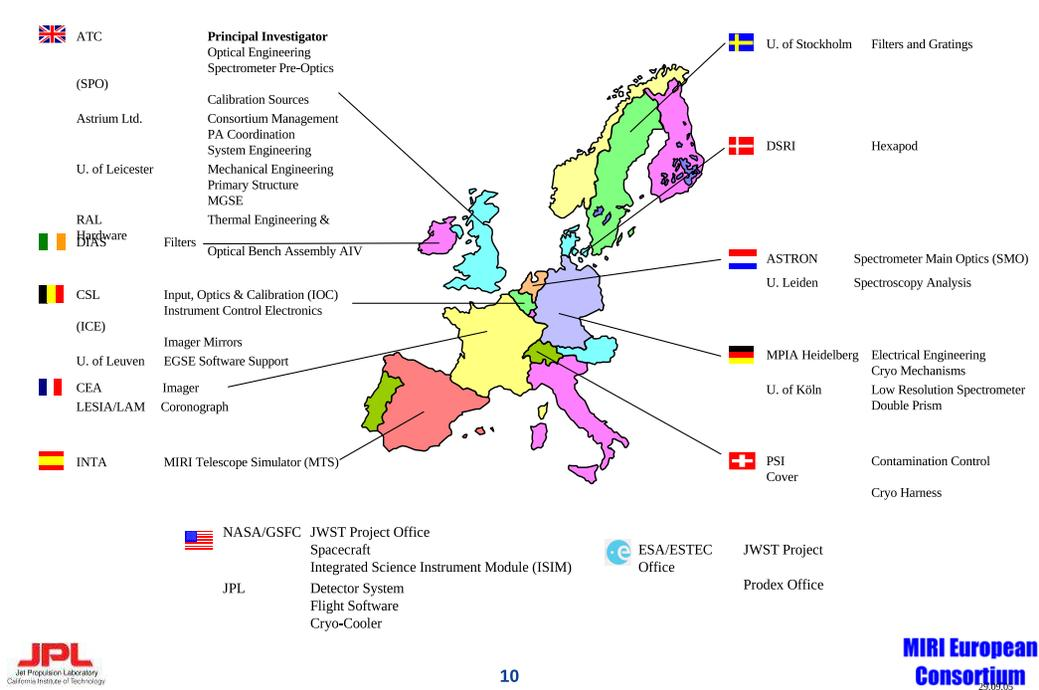 ATC Principal Investigator
Optical Engineering
Spectrometer Pre-Optics
(SPO)
Calibration Sources
Astrium Ltd. Consortium Management
PA Coordination
System Engineering
U. of Leicester Mechanical Engineering
Primary Structure
MGSE
RAL Thermal Engineering &
Hardware
Optical Bench Assembly AIV
DIAS Filters
CSL Input, Optics & Calibration (IOC)
Instrument Control Electronics
(ICE)
Imager Mirrors
U. of Leuven EGSE Software Support
CEA Imager
LESIA/LAM Coronograph
INTA MIRI Telescope Simulator (MTS)
U. of Stockholm Filters and Gratings
DSRI Hexapod
ASTRON Spectrometer Main Optics (SMO)
U. Leiden Spectroscopy Analysis
MPIA Heidelberg Electrical Engineering
Cryo Mechanisms
U. of Köln Low Resolution Spectrometer
Double Prism
PSI Contamination Control
Cover
Cryo Harness
NASA/GSFC JWST Project Office
Spacecraft
Integrated Science Instrument Module (ISIM)
JPL Detector System
Flight Software
Cryo-Cooler
esa
ESA/ESTEC JWST Project
Office
Prodex Office
JPL
Jet Propulsion Laboratory
California Institute of Technology
10
MIRI European
Consortium
29.09.05